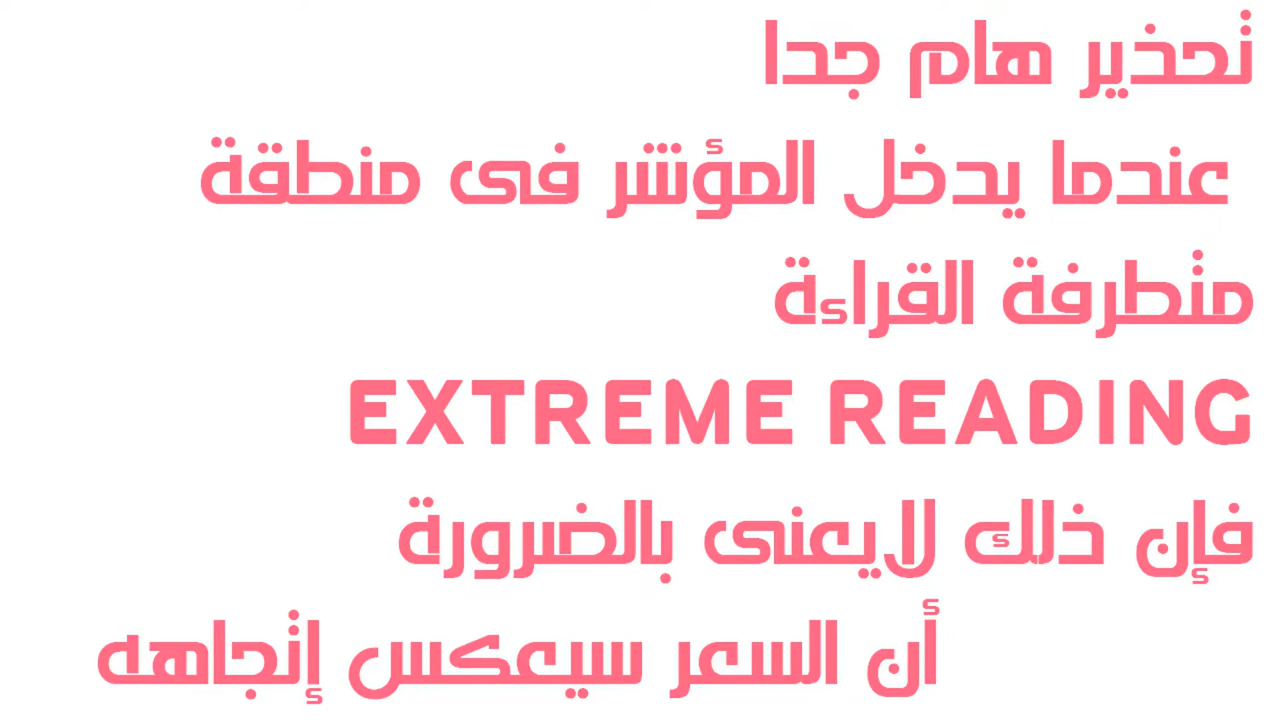 تحذير هام جدا
عندما يدخل المؤشر فى منطقة
متطرفة القراءة
EXTREME READING
فإن ذلك لايعنى بالضرورة
أن السعر سيعكس إتجاهه